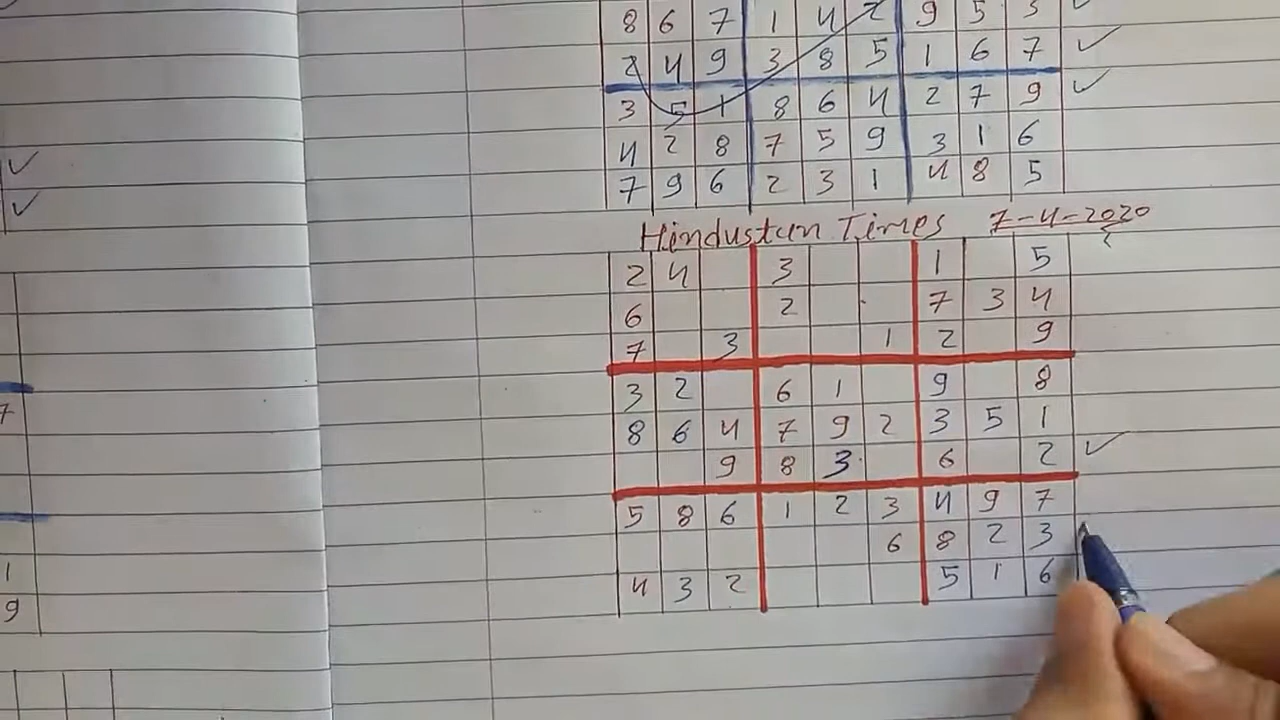 8 6 7 1 4 2 9 5 3 ✓
2 4 9 3 8 5 1 6 7 ✓
3 5 1 8 6 4 2 7 9 ✓
4 2 8 7 5 9 3 1 6
7 9 6 2 3 1 4 8 5
Hindustan Times 7-4-2020
2 4 3 1 5
6 2 7 3 4
7 3 1 2 9
3 2 6 1 9 8
8 6 4 7 9 2 3 5 1
9 8 3 6 2 ✓
5 8 6 1 2 3 4 9 7
6 8 2 3
4 3 2 5 1 6
✓
✓
7
1
9